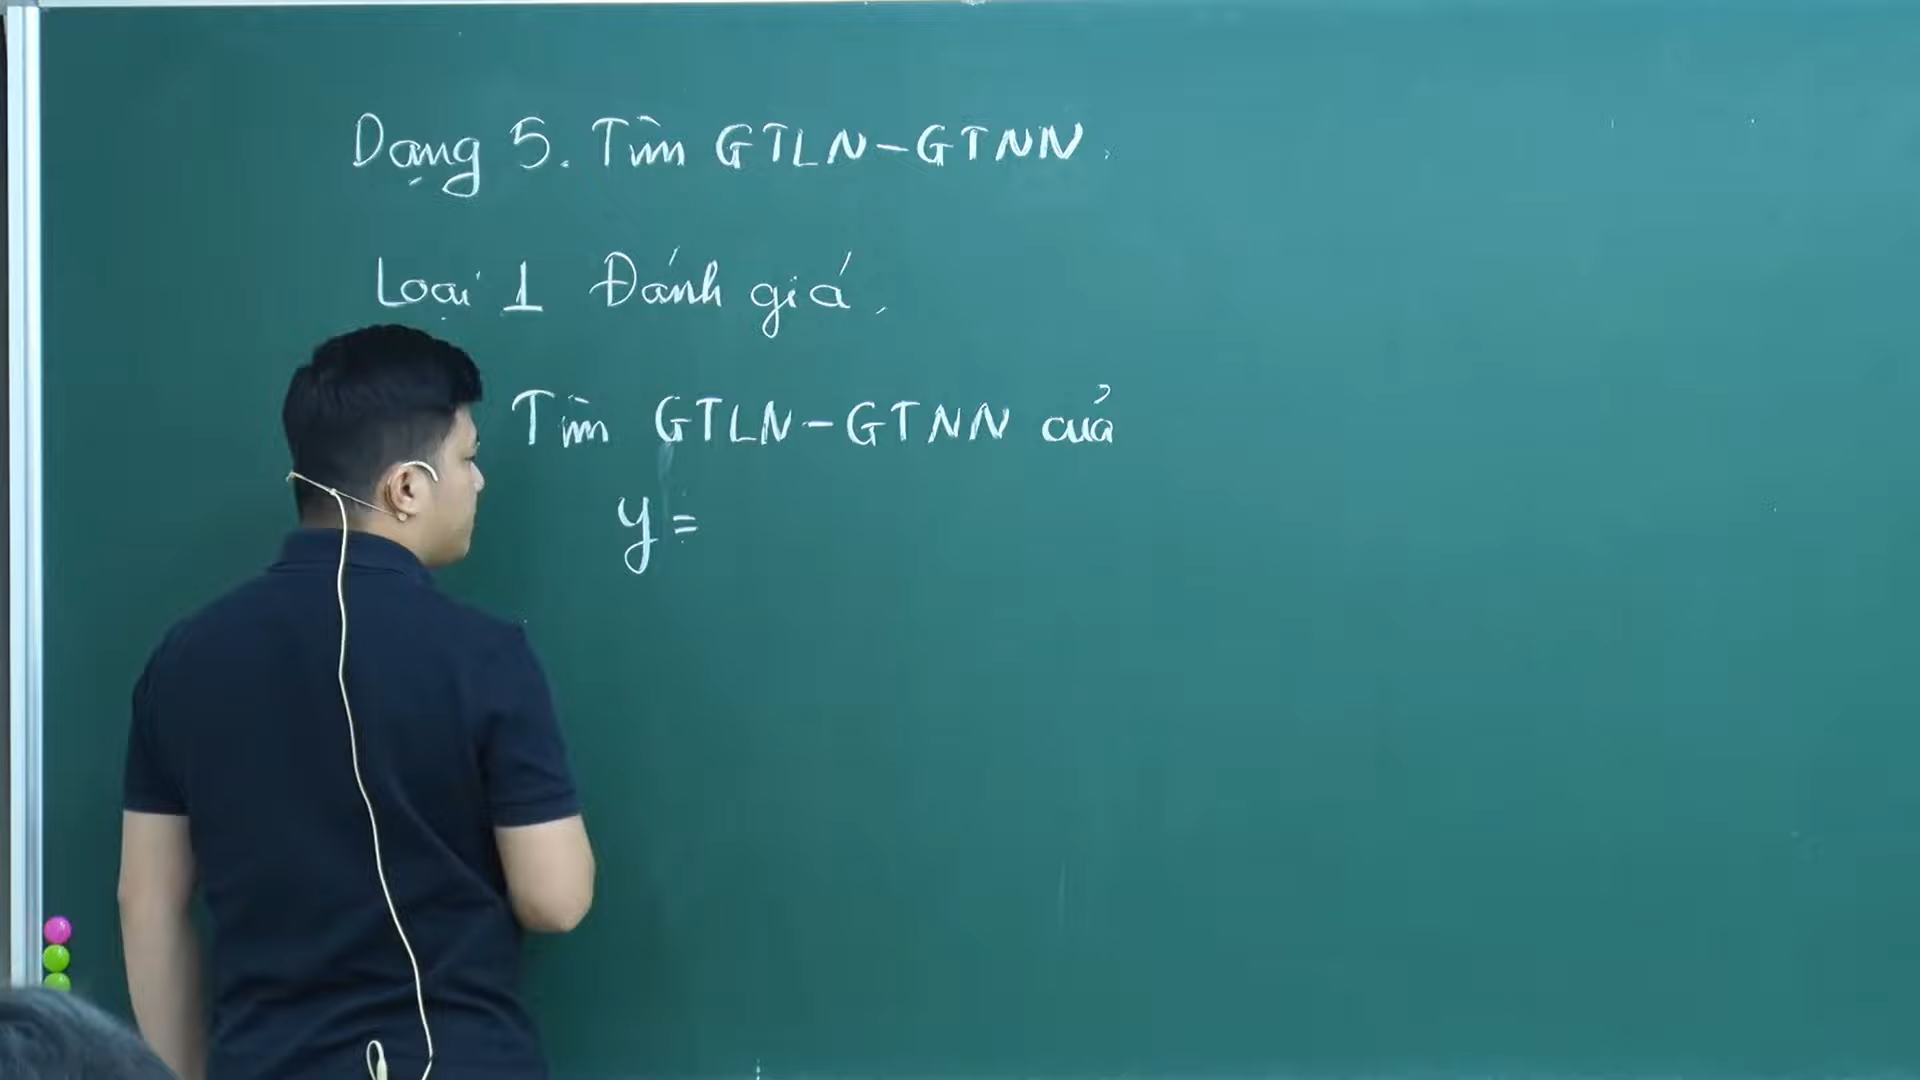 Dạng 5. Tìm GTLN-GTNN.
Loại 1 Đánh giá.
Tìm GTLN-GTNN của
y=